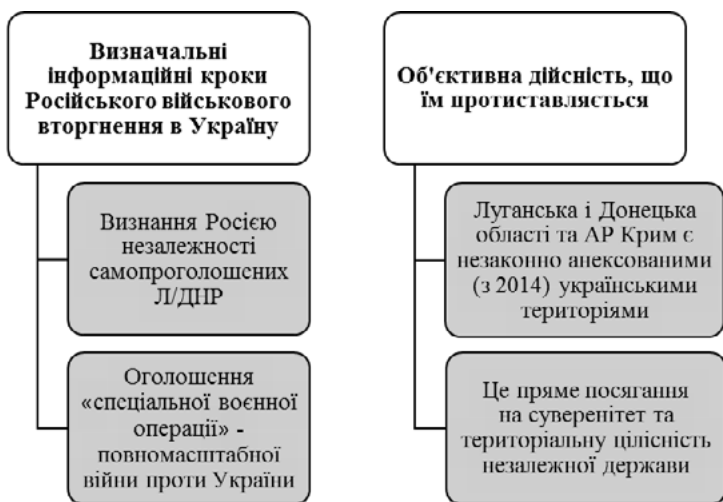 Визначальні
інформаційні кроки
Російського військового
вторгнення в Україну
Визнання Росією
незалежності
самопроголошених
Л/ДНР
Оголошення
«спеціальної воєнної
операції» -
повномасштабної
війни проти України
Об'єктивна дійсність, що
їм протиставляється
Луганська і Донецька
області та АР Крим є
незаконно анексованими
(з 2014) українськими
територіями
Це пряме посягання
на суверенітет та
територіальну цілісність
незалежної держави